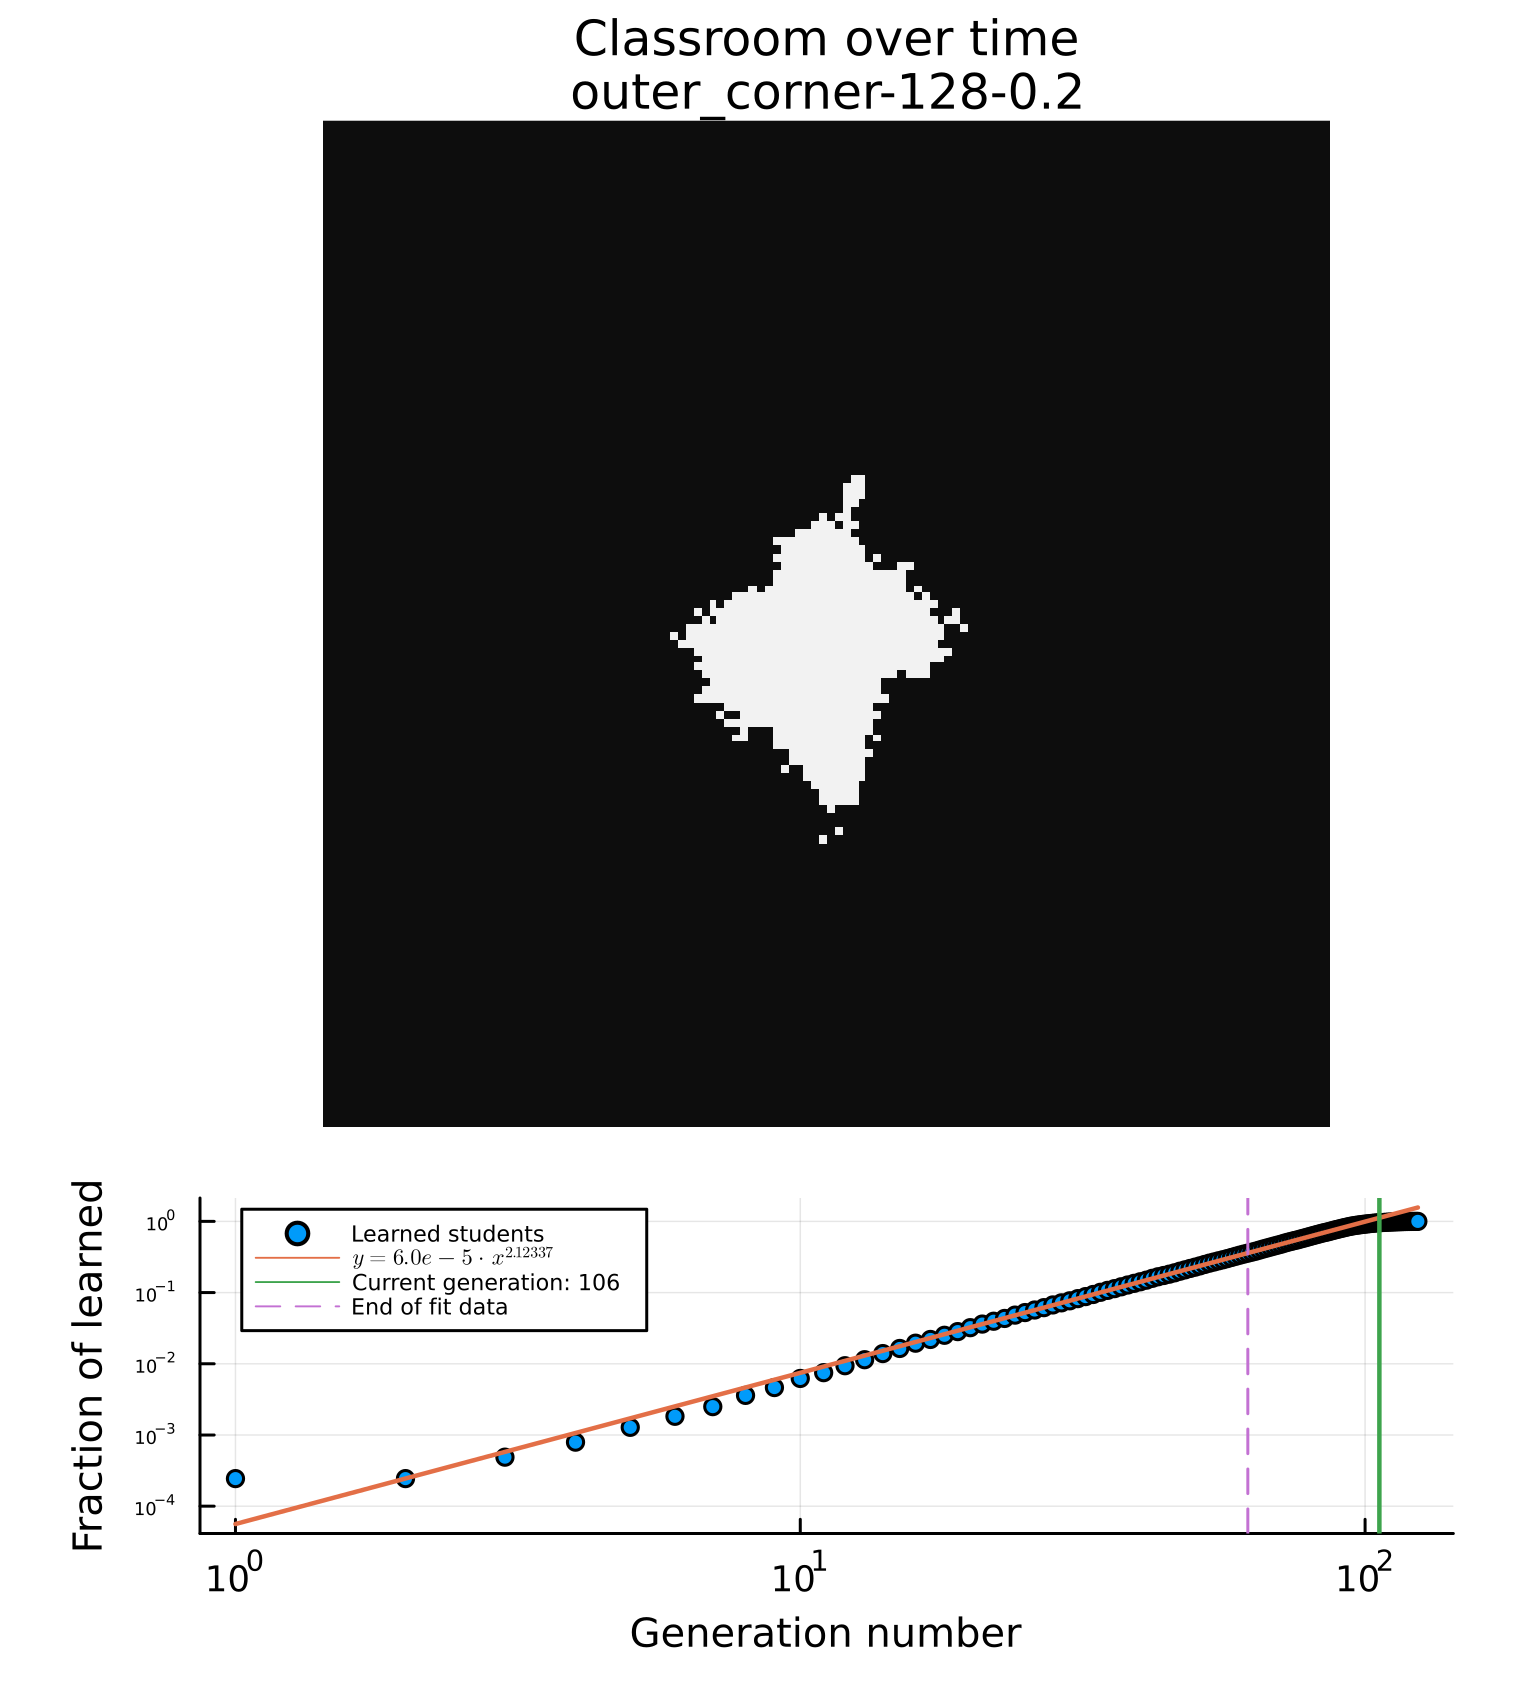 Classroom over time
outer_corner-128-0.2
Fraction of learned
10^0
10^-1
10^-2
10^-3
10^-4
Learned students
y = 6.0e − 5 · x^2.12337
Current generation: 106
End of fit data
10^0 10^1 10^2
Generation number